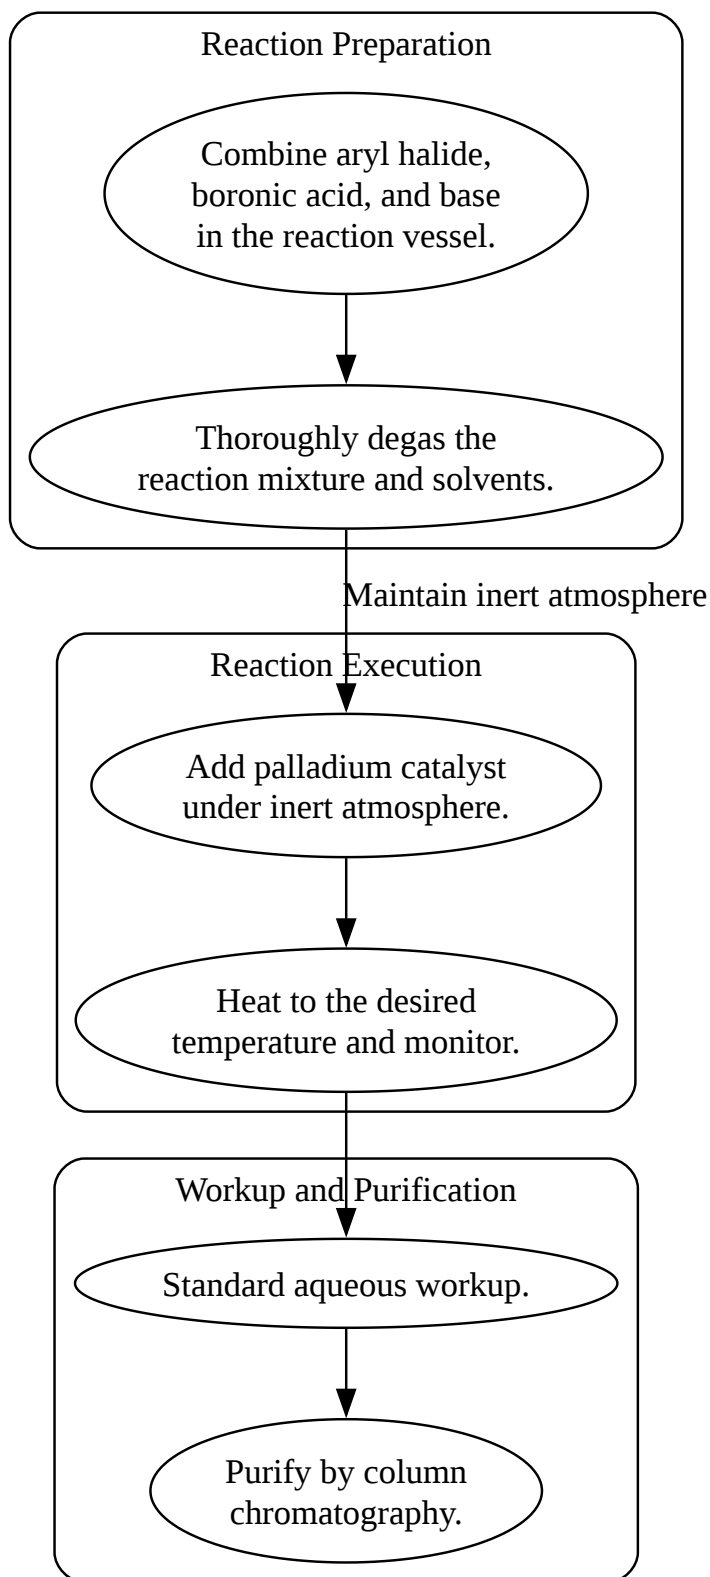 Reaction Preparation
Combine aryl halide,
boronic acid, and base
in the reaction vessel.
Thoroughly degas the
reaction mixture and solvents.
Maintain inert atmosphere
Reaction Execution
Add palladium catalyst
under inert atmosphere.
Heat to the desired
temperature and monitor.
Workup and Purification
Standard aqueous workup.
Purify by column
chromatography.